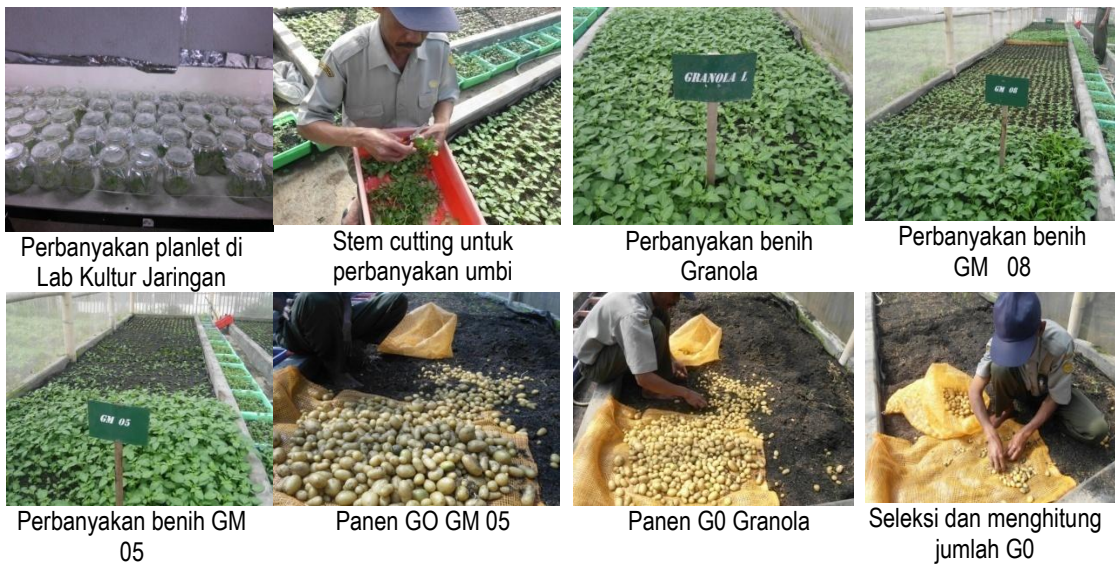 GRANOLA L
GM 08
Perbanyakan planlet di
Lab Kultur Jaringan
Stem cutting untuk
perbanyakan umbi
Perbanyakan benih
Granola
Perbanyakan benih
GM 08
GM 05
Perbanyakan benih GM
05
Panen GO GM 05
Panen G0 Granola
Seleksi dan menghitung
jumlah G0